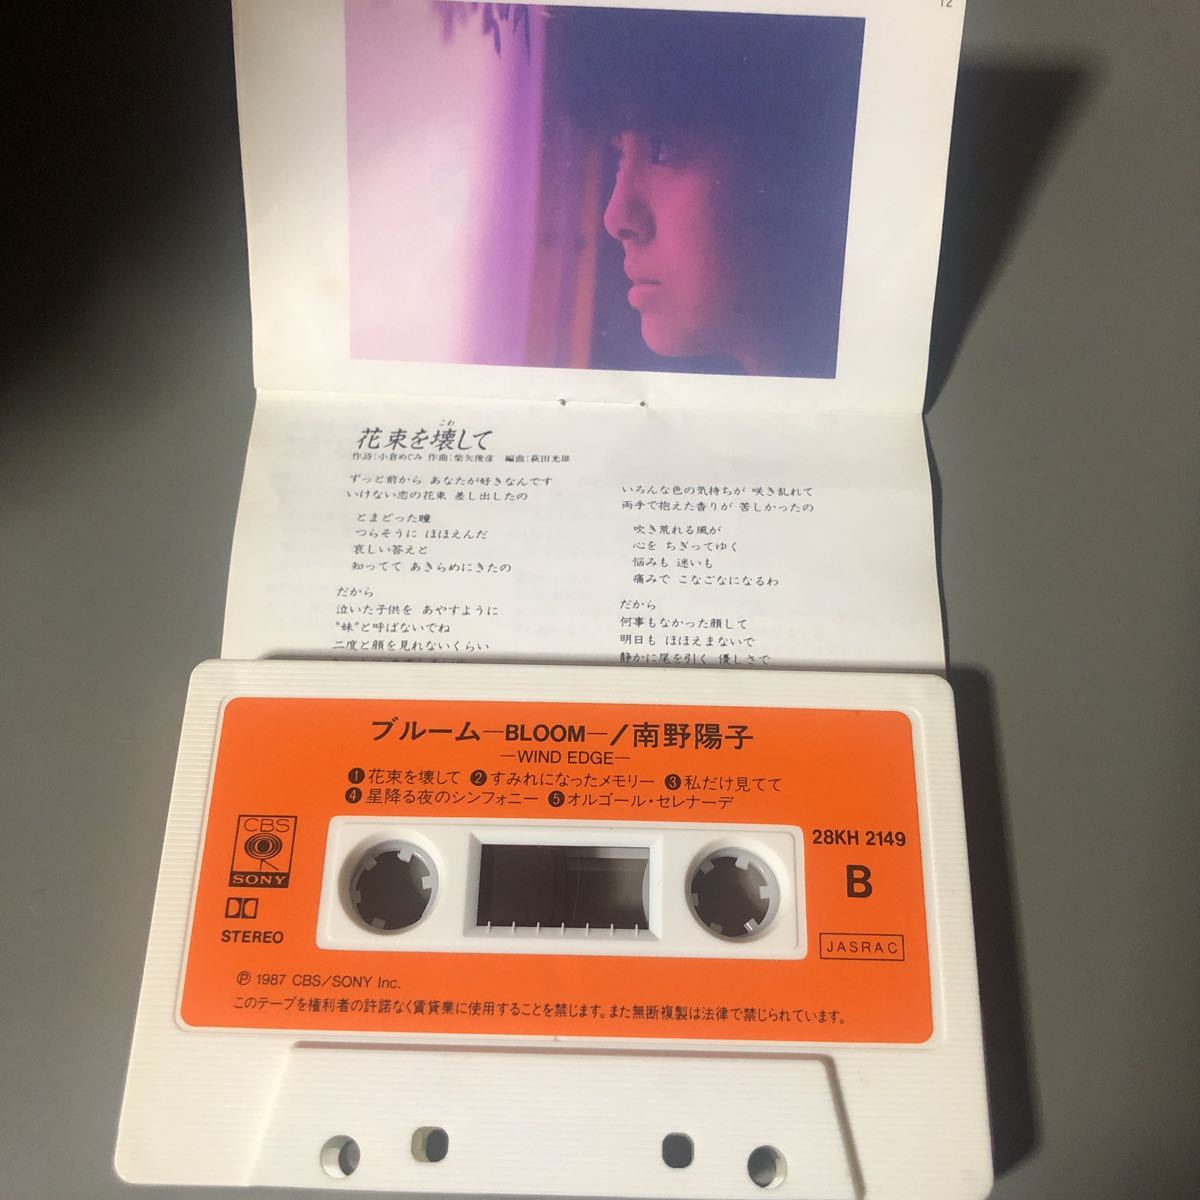 12
こわ
花束を壊して
作詩:小倉めぐみ 作曲:柴矢俊彦 編曲:萩田光雄
ずっと前から あなたが好きなんです
いけない恋の花束 差し出したの
とまどった瞳
つらそうに ほほえんだ
哀しい答えと
知ってて あきらめにきたの
だから
泣いた子供を あやすように
"妹"と呼ばないでね
二度と顔を見れないくらい
いろんな色の気持ちが 咲き乱れて
両手で抱えた香りが 苦しかったの
吹き荒れる風が
心を ちぎってゆく
悩みも 迷いも
痛みで こなごなになるわ
だから
何事もなかった顔して
明日も ほほえまないで
静かに尾を引く 優しさで
ブルーム—BLOOM—/南野陽子
—WIND EDGE—
❶花束を壊して ❷すみれになったメモリー ❸私だけ見てて
❹星降る夜のシンフォニー ❺オルゴール・セレナーデ
CBS
SONY
STEREO
28KH 2149
B
JASRAC
Ⓟ 1987 CBS/SONY Inc.
このテープを権利者の許諾なく賃貸業に使用することを禁じます。また無断複製は法律で禁じられています。